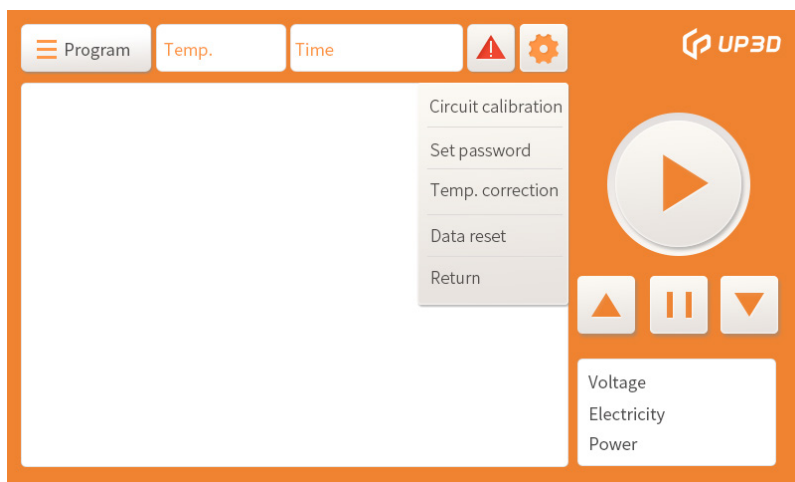 Program
Temp.
Time
UP3D
Circuit calibration
Set password
Temp. correction
Data reset
Return
Voltage
Electricity
Power